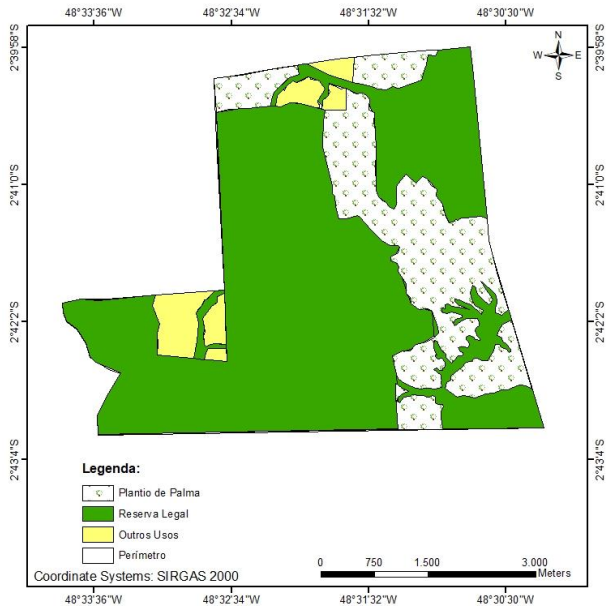 48°33'36"W 48°32'34"W 48°31'32"W 48°30'30"W
2°39'58"S 2°39'58"S
N
W E
S
2°41'0"S 2°41'0"S
2°42'2"S 2°42'2"S
2°43'4"S 2°43'4"S
Legenda:
Plantio de Palma
Reserva Legal
Outros Usos
Perímetro
0 750 1.500 3.000
Meters
Coordinate Systems: SIRGAS 2000
48°33'36"W 48°32'34"W 48°31'32"W 48°30'30"W